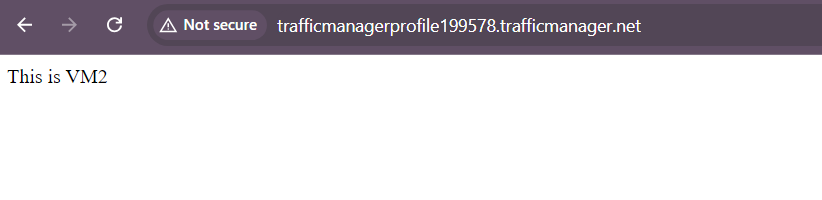 Not secure trafficmanagerprofile199578.trafficmanager.net
This is VM2